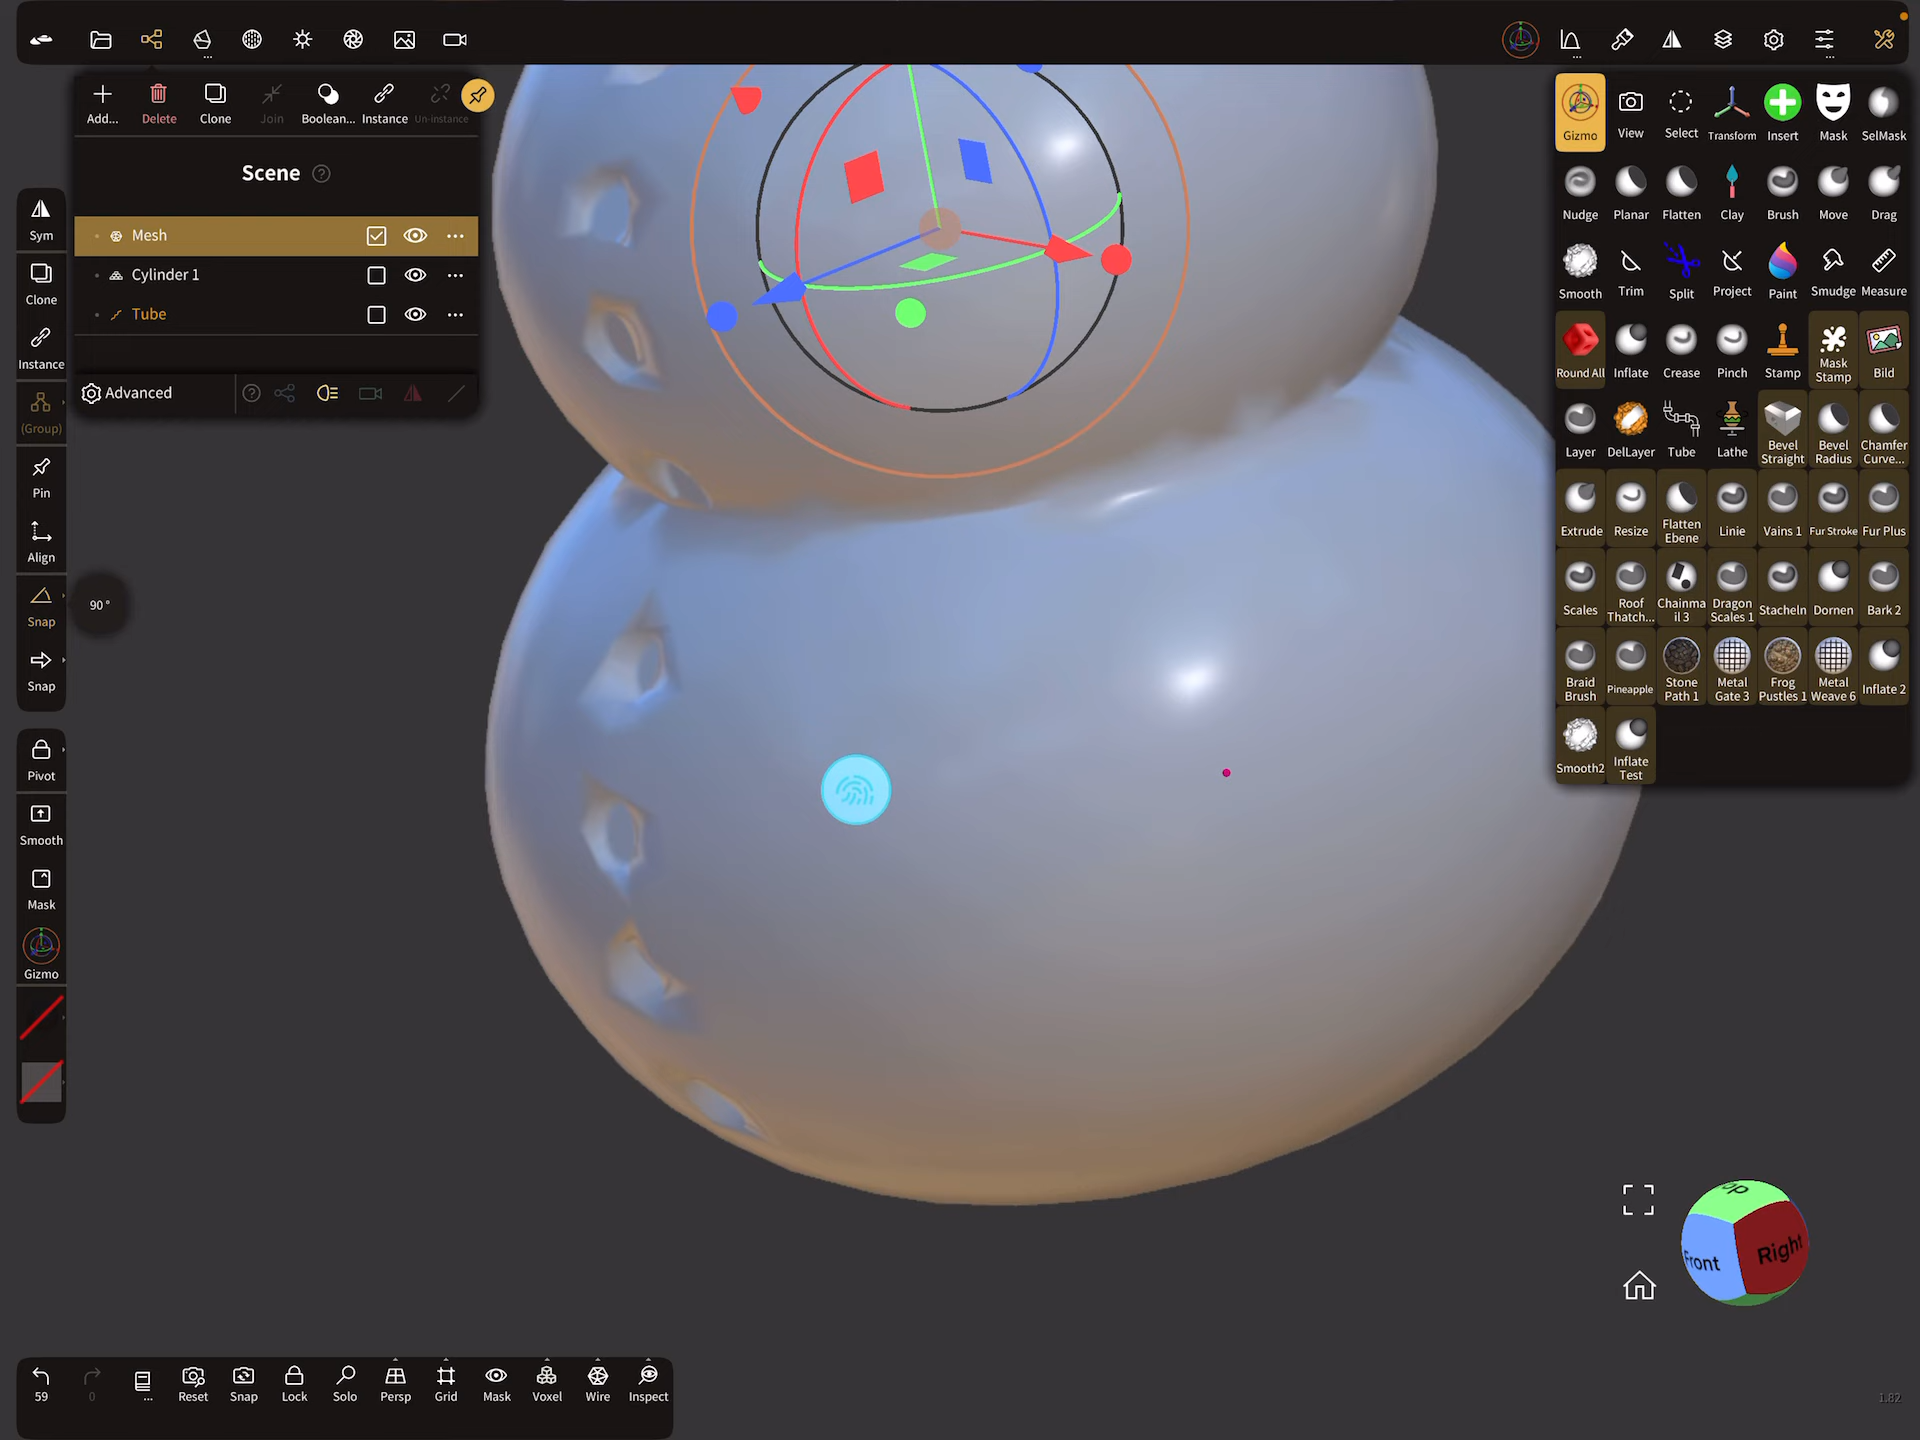 Add...
Delete
Clone
Join
Boolean...
Instance
Un-instance
Scene ?
Mesh
Cylinder 1
Tube
Advanced
?
Sym
Clone
Instance
(Group)
Pin
Align
Snap
90°
Snap
Pivot
Smooth
Mask
Gizmo
Gizmo View Select Transform Insert Mask SelMask
Nudge Planar Flatten Clay Brush Move Drag
Smooth Trim Split Project Paint Smudge Measure
Round All Inflate Crease Pinch Stamp Mask Stamp Bild
Layer DelLayer Tube Lathe Bevel Straight Bevel Radius Chamfer Curve...
Extrude Resize Flatten Ebene Linie Vains 1 Fur Stroke Fur Plus
Scales Roof Thatch... Chainma il 3 Dragon Scales 1 Stacheln Dornen Bark 2
Braid Brush Pineapple Stone Path 1 Metal Gate 3 Frog Pustles 1 Metal Weave 6 Inflate 2
Smooth2 Inflate Test
Front
Right
59
0
...
Reset
Snap
Lock
Solo
Persp
Grid
Mask
Voxel
Wire
Inspect
1.82